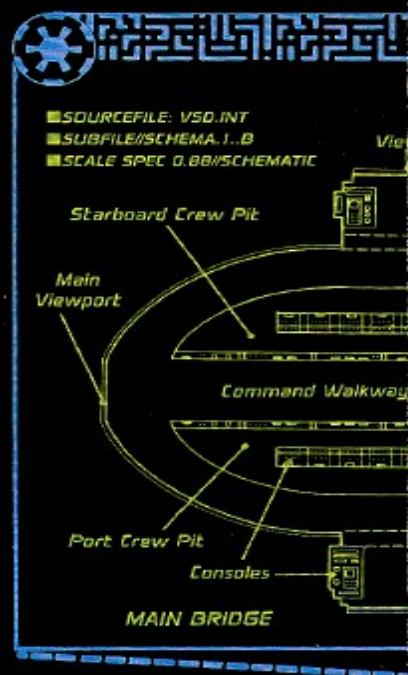 SOURCEFILE: VSD.INT
SUBFILE//SCHEMA.1..B
SCALE SPEC 0.88//SCHEMATIC
Starboard Crew Pit
Main
Viewport
Command Walkway
Port Crew Pit
Consoles
MAIN BRIDGE